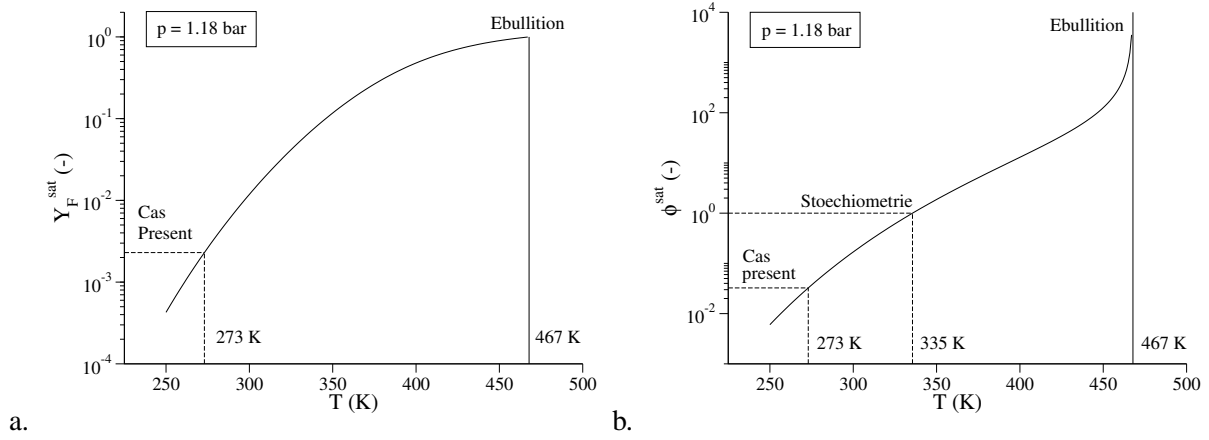 p = 1.18 bar
Ebullition
10^0
10^-1
10^-2
10^-3
10^-4
Y_F^sat (-)
Cas
Present
273 K
467 K
250
300
350
400
450
500
T (K)
a.
p = 1.18 bar
Ebullition
10^4
10^2
10^0
10^-2
ϕ^sat (-)
Stoechiometrie
Cas
present
273 K
335 K
467 K
250
300
350
400
450
500
T (K)
b.